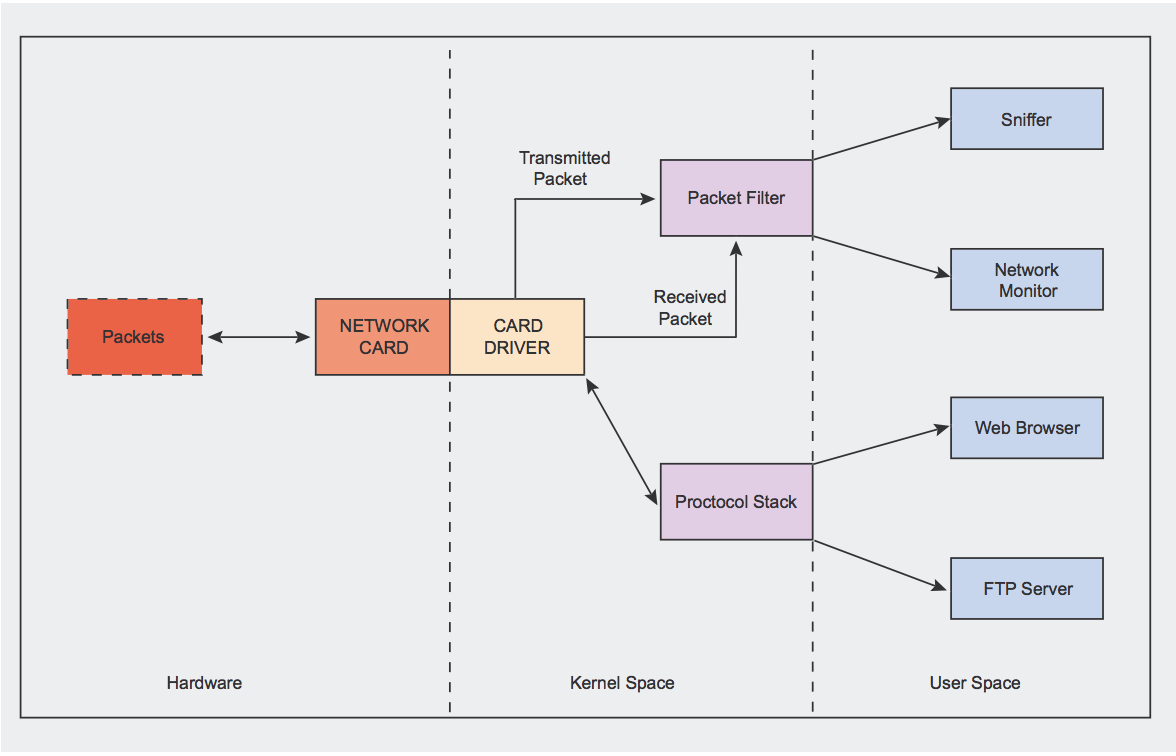 Sniffer
Transmitted
Packet
Packet Filter
Network
Monitor
Received
Packet
Packets
NETWORK
CARD
CARD
DRIVER
Web Browser
Proctocol Stack
FTP Server
Hardware
Kernel Space
User Space